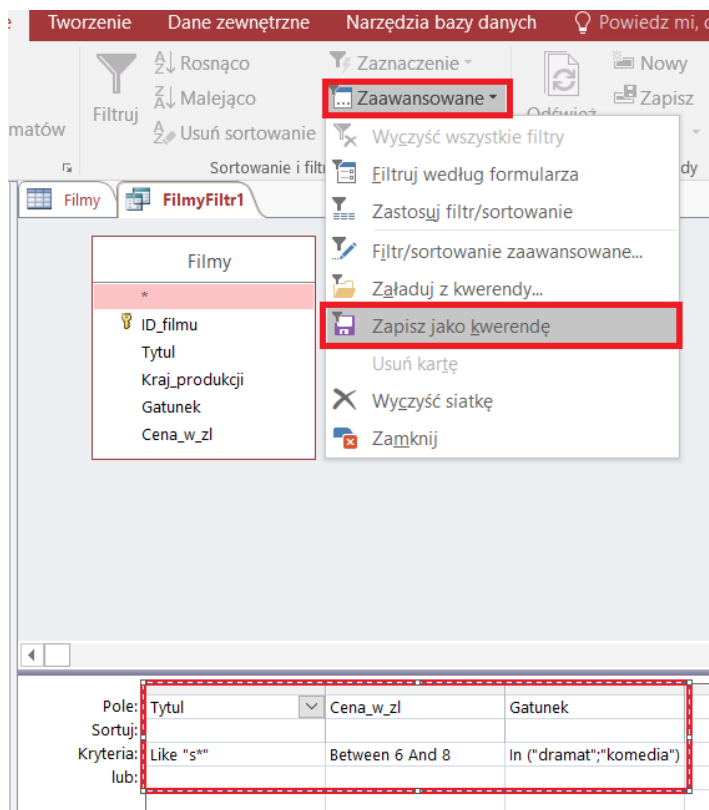 Tworzenie Dane zewnętrzne Narzędzia bazy danych Powiedz mi,
Filtruj
Rosnąco
Malejąco
Usuń sortowanie
Zaznaczenie
Zaawansowane
Nowy
Zapisz
matów
Sortowanie i filt
dy
Wyczyść wszystkie filtry
Filtruj według formularza
Zastosuj filtr/sortowanie
Filtr/sortowanie zaawansowane...
Załaduj z kwerendy...
Zapisz jako kwerendę
Usuń kartę
Wyczyść siatkę
Zamknij
Filmy FilmyFiltr1
Filmy
*
ID_filmu
Tytul
Kraj_produkcji
Gatunek
Cena_w_zl
Pole: Tytul Cena_w_zl Gatunek
Sortuj:
Kryteria: Like "s*" Between 6 And 8 In ("dramat";"komedia")
lub: